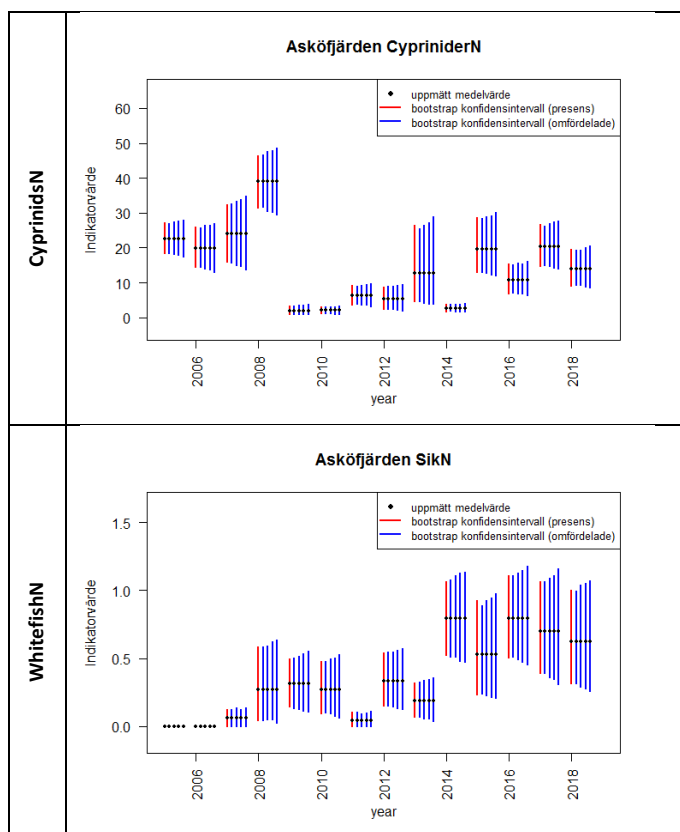 CyprinidsN
Asköfjärden CypriniderN
uppmätt medelvärde
bootstrap konfidensintervall (presens)
bootstrap konfidensintervall (omfördelade)
Indikatorvärde
60
50
40
30
20
10
0
2006
2008
2010
2012
2014
2016
2018
year
WhitefishN
Asköfjärden SikN
uppmätt medelvärde
bootstrap konfidensintervall (presens)
bootstrap konfidensintervall (omfördelade)
Indikatorvärde
1.5
1.0
0.5
0.0
2006
2008
2010
2012
2014
2016
2018
year